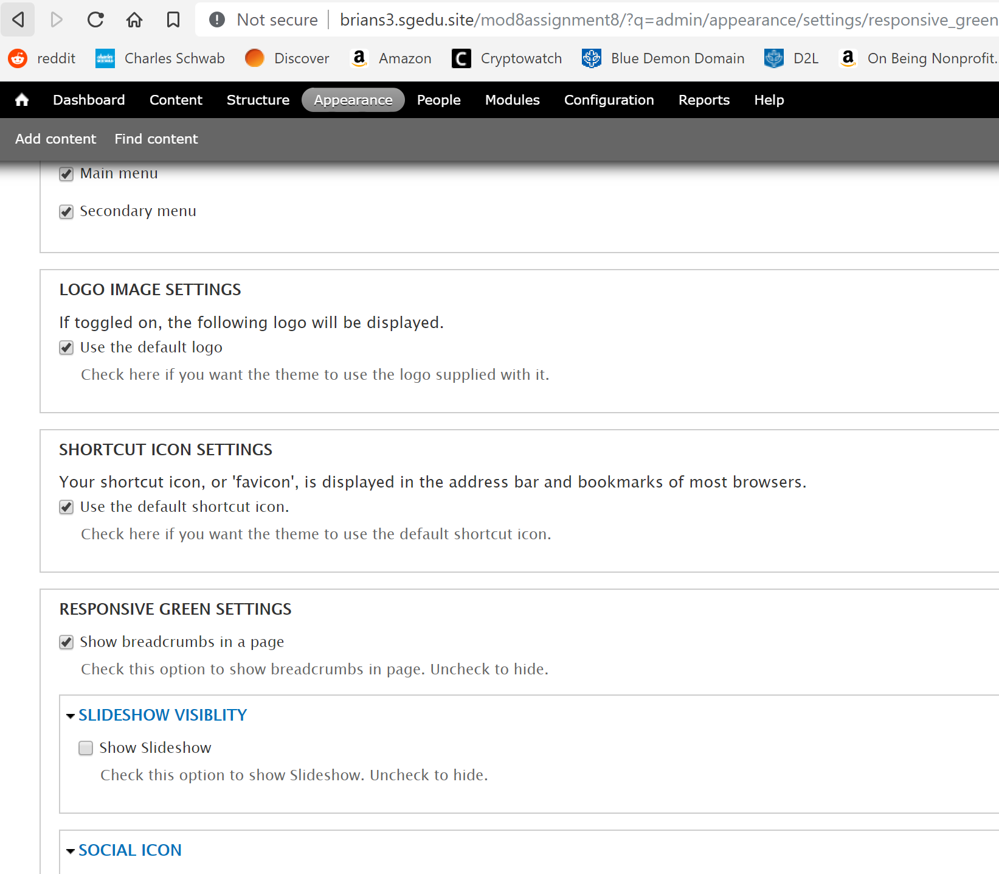 Not secure | brians3.sgedu.site/mod8assignment8/?q=admin/appearance/settings/responsive_green
reddit Charles Schwab Discover Amazon Cryptowatch Blue Demon Domain D2L On Being Nonprofit.
Dashboard Content Structure Appearance People Modules Configuration Reports Help
Add content Find content
Main menu
Secondary menu
LOGO IMAGE SETTINGS
If toggled on, the following logo will be displayed.
Use the default logo
Check here if you want the theme to use the logo supplied with it.
SHORTCUT ICON SETTINGS
Your shortcut icon, or 'favicon', is displayed in the address bar and bookmarks of most browsers.
Use the default shortcut icon.
Check here if you want the theme to use the default shortcut icon.
RESPONSIVE GREEN SETTINGS
Show breadcrumbs in a page
Check this option to show breadcrumbs in page. Uncheck to hide.
SLIDESHOW VISIBLITY
Show Slideshow
Check this option to show Slideshow. Uncheck to hide.
SOCIAL ICON